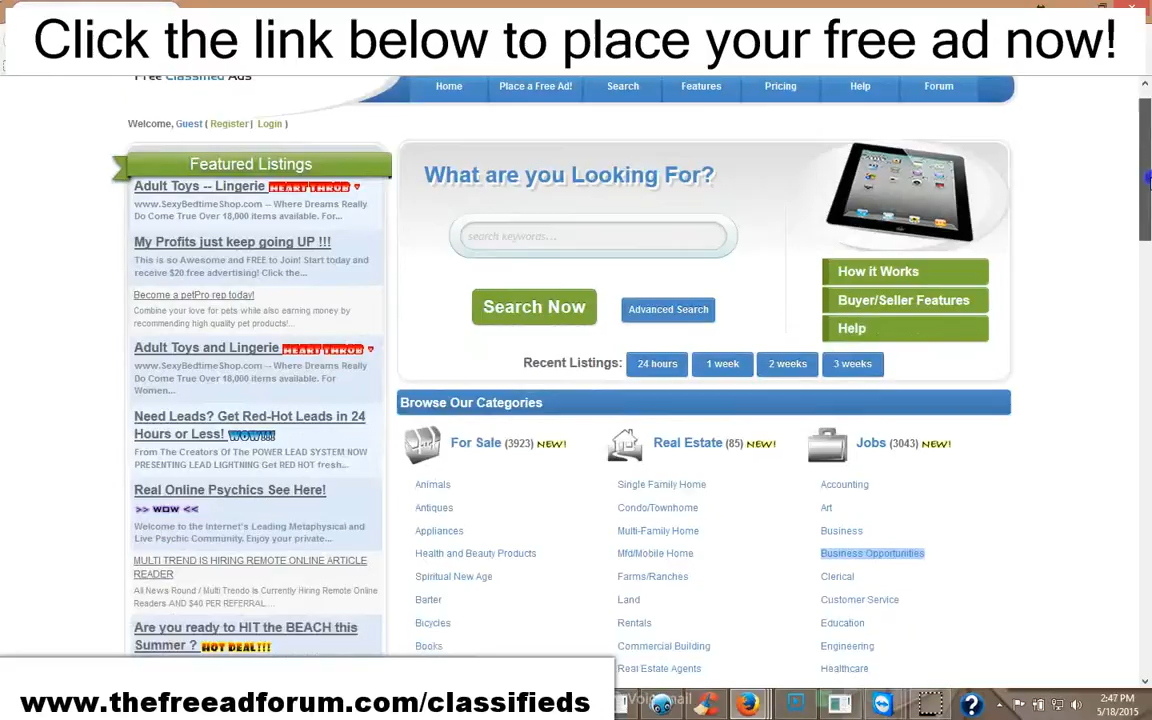 Click the link below to place your free ad now!
Free Classified Ads
Home Place a Free Ad! Search Features Pricing Help Forum
Welcome, Guest ( Register | Login )
Featured Listings
Adult Toys -- Lingerie HEART THROB
www.SexyBedtimeShop.com -- Where Dreams Really
Do Come True Over 18,000 items available. For...
My Profits just keep going UP !!!
This is so Awesome and FREE to Join! Start today and
receive $20 free advertising! Click the...
Become a petPro rep today!
Combine your love for pets while also earning money by
recommending high quality pet products'...
Adult Toys and Lingerie HEART THROB
www.SexyBedtimeShop.com -- Where Dreams Really
Do Come True Over 18,000 items available. For
Women...
Need Leads? Get Red-Hot Leads in 24
Hours or Less! WOW!!!
From The Creators Of The POWER LEAD SYSTEM NOW
PRESENTING LEAD LIGHTNING Get RED HOT fresh...
Real Online Psychics See Here!
>> WOW <<
Welcome to the Internet's Leading Metaphysical and
Live Psychic Community. Enjoy your private...
MULTI TREND IS HIRING REMOTE ONLINE ARTICLE
READER
All News Round / Multi Trendo is Currently Hiring Remote Online
Readers AND $40 PER REFERRAL...
Are you ready to HIT the BEACH this
Summer ? HOT DEAL!!!
What are you Looking For?
search keywords...
Search Now Advanced Search
How it Works
Buyer/Seller Features
Help
Recent Listings: 24 hours 1 week 2 weeks 3 weeks
Browse Our Categories
For Sale (3923) NEW!
Animals
Antiques
Appliances
Health and Beauty Products
Spiritual New Age
Barter
Bicycles
Books
Real Estate (85) NEW!
Single Family Home
Condo/Townhome
Multi-Family Home
Mfd/Mobile Home
Farms/Ranches
Land
Rentals
Commercial Building
Real Estate Agents
Jobs (3043) NEW!
Accounting
Art
Business
Business Opportunities
Clerical
Customer Service
Education
Engineering
Healthcare
www.thefreeadforum.com/classifieds
2:47 PM
5/18/2015